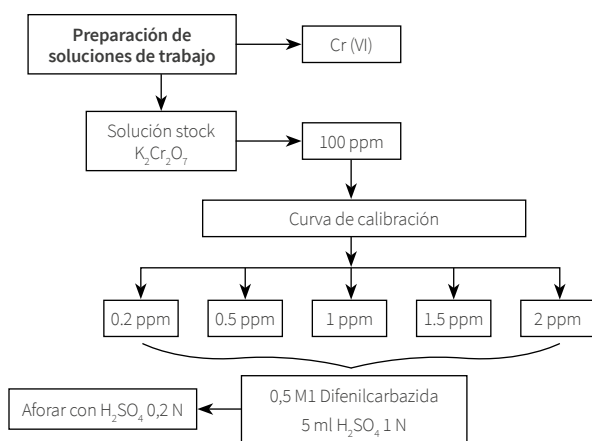 Preparación de
soluciones de trabajo
Cr (VI)
Solución stock
K₂Cr₂O₇
100 ppm
Curva de calibración
0.2 ppm
0.5 ppm
1 ppm
1.5 ppm
2 ppm
0,5 M1 Difenilcarbazida
5 ml H₂SO₄ 1 N
Aforar con H₂SO₄ 0,2 N